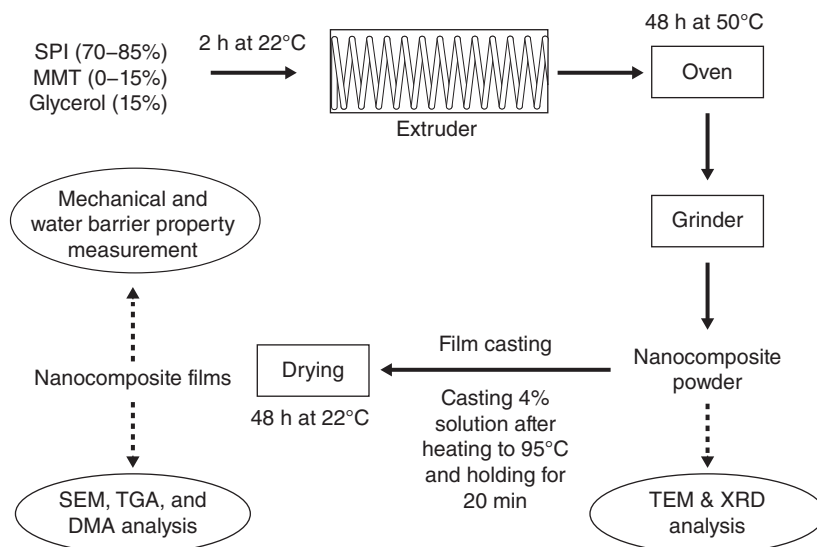 SPI (70–85%)
MMT (0–15%)
Glycerol (15%)
2 h at 22°C
Extruder
48 h at 50°C
Oven
Grinder
Nanocomposite
powder
TEM & XRD
analysis
Film casting
Casting 4%
solution after
heating to 95°C
and holding for
20 min
Drying
48 h at 22°C
Nanocomposite films
Mechanical and
water barrier property
measurement
SEM, TGA, and
DMA analysis